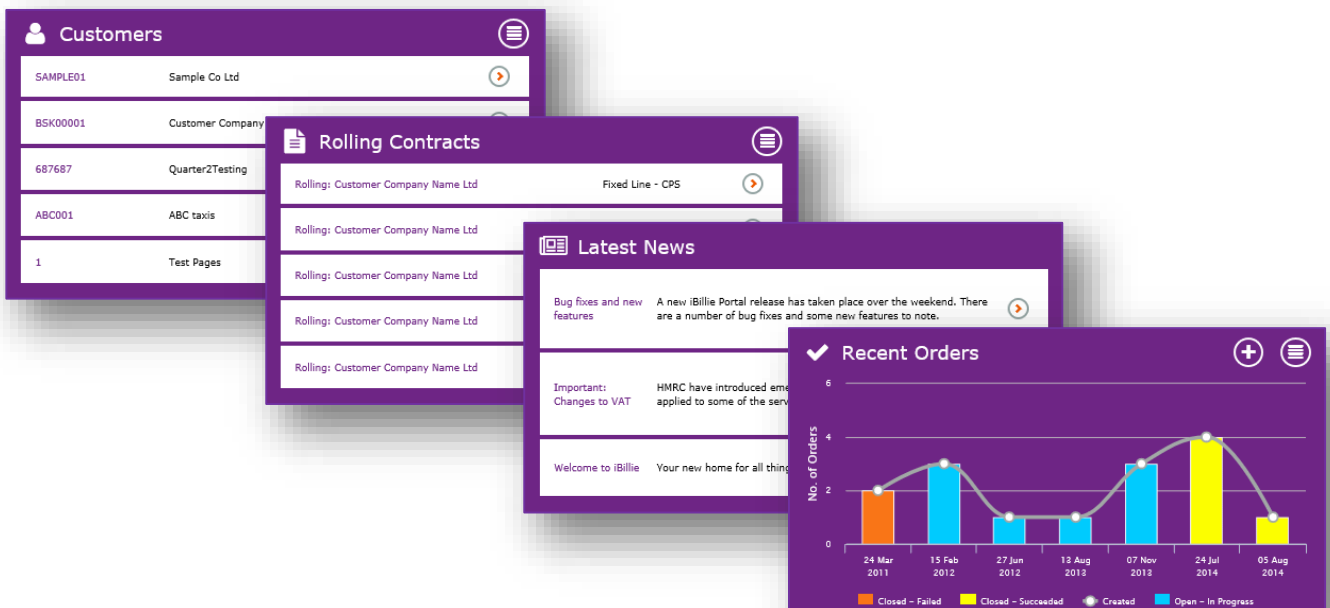 Customers
SAMPLE01 Sample Co Ltd
BSK00001 Customer Company
687687 Quarter2Testing
ABC001 ABC taxis
1 Test Pages
Rolling Contracts
Rolling: Customer Company Name Ltd Fixed Line - CPS
Rolling: Customer Company Name Ltd
Rolling: Customer Company Name Ltd
Rolling: Customer Company Name Ltd
Rolling: Customer Company Name Ltd
Latest News
Bug fixes and new features
A new iBillie Portal release has taken place over the weekend. There
are a number of bug fixes and some new features to note.
Important:
Changes to VAT
HMRC have introduced eme
applied to some of the serv
Welcome to iBillie Your new home for all thing
Recent Orders
No. of Orders
6
4
2
0
24 Mar 2011
15 Feb 2012
27 Jun 2012
13 Aug 2013
07 Nov 2013
24 Jul 2014
05 Aug 2014
Closed – Failed Closed – Succeeded Created Open – In Progress